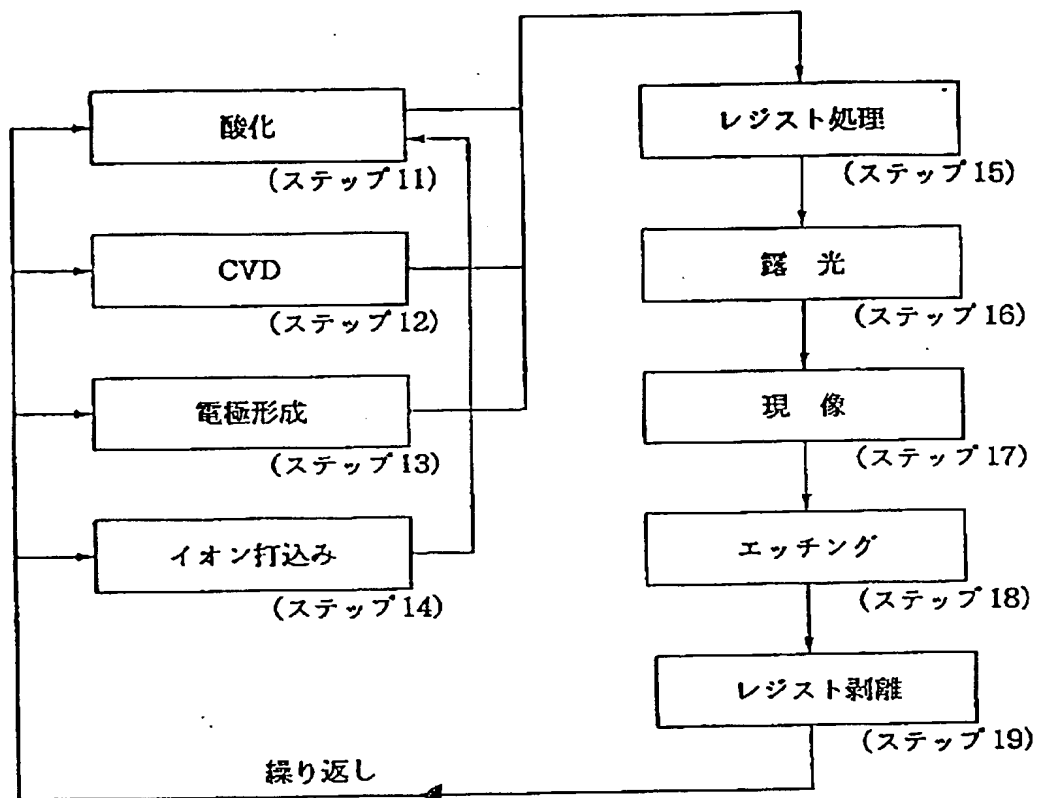 酸化
(ステップ11)
CVD
(ステップ12)
電極形成
(ステップ13)
イオン打込み
(ステップ14)
レジスト処理
(ステップ15)
露 光
(ステップ16)
現 像
(ステップ17)
エッチング
(ステップ18)
レジスト剥離
(ステップ19)
繰り返し